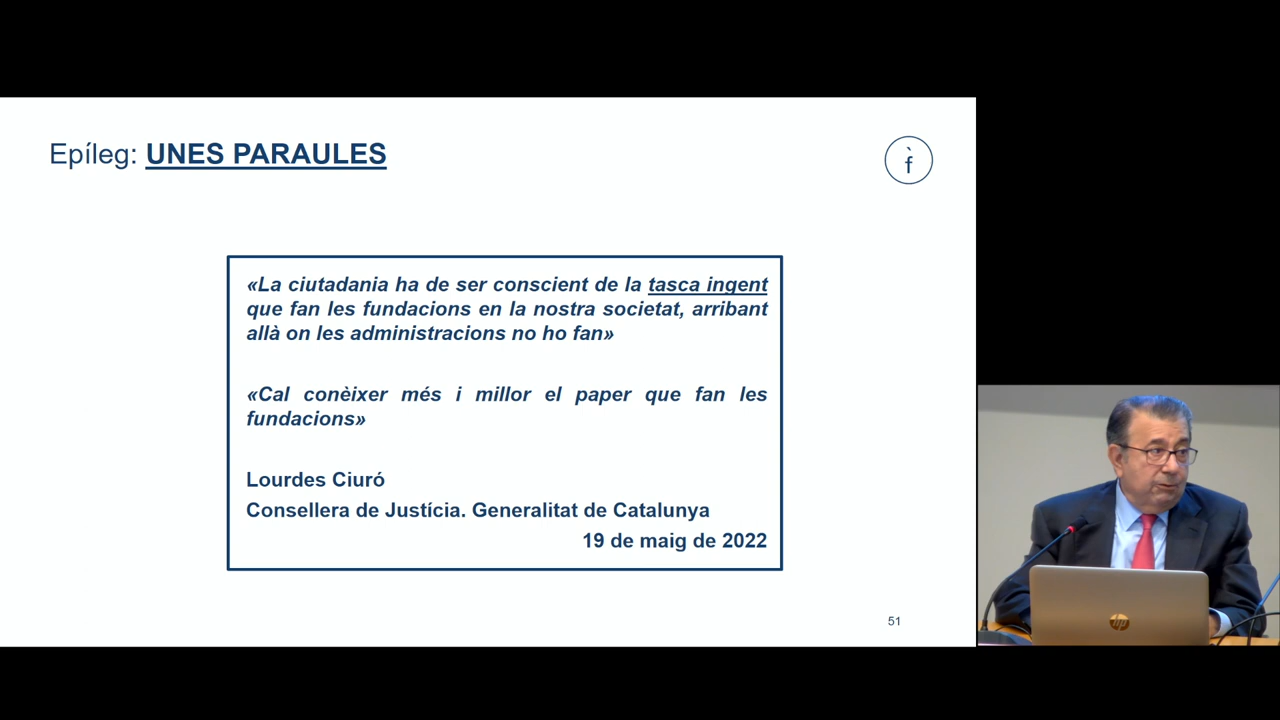 Epíleg: UNES PARAULES
f̀
«La ciutadania ha de ser conscient de la tasca ingent
que fan les fundacions en la nostra societat, arribant
allà on les administracions no ho fan»
«Cal conèixer més i millor el paper que fan les
fundacions»
Lourdes Ciuró
Consellera de Justícia. Generalitat de Catalunya
19 de maig de 2022
51
hp